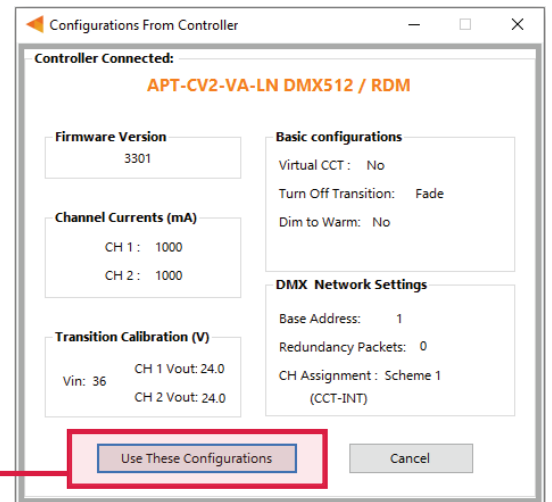 Configurations From Controller
Controller Connected:
APT-CV2-VA-LN DMX512 / RDM
Firmware Version
3301
Channel Currents (mA)
CH 1 : 1000
CH 2 : 1000
Transition Calibration (V)
Vin: 36
CH 1 Vout: 24.0
CH 2 Vout: 24.0
Basic configurations
Virtual CCT : No
Turn Off Transition: Fade
Dim to Warm: No
DMX Network Settings
Base Address: 1
Redundancy Packets: 0
CH Assignment : Scheme 1
(CCT-INT)
Use These Configurations
Cancel